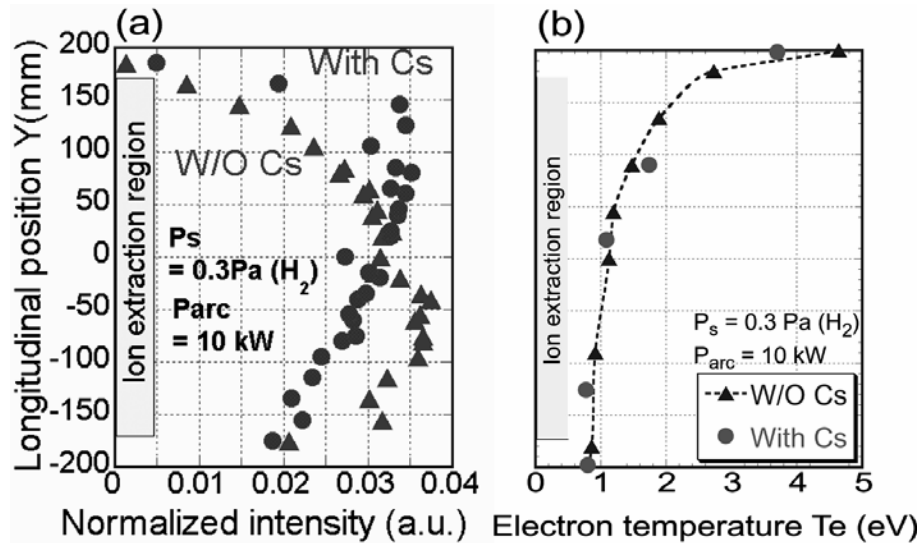 (a)
Longitudinal position Y(mm)
200
150
100
50
0
-50
-100
-150
-200
With Cs
W/O Cs
Ion extraction region
Ps
= 0.3Pa (H₂)
Parc
= 10 kW
0 0.01 0.02 0.03 0.04
Normalized intensity (a.u.)
(b)
Ion extraction region
Pₛ = 0.3 Pa (H₂)
Pₐᵣc = 10 kW
W/O Cs
With Cs
0 1 2 3 4 5
Electron temperature Te (eV)